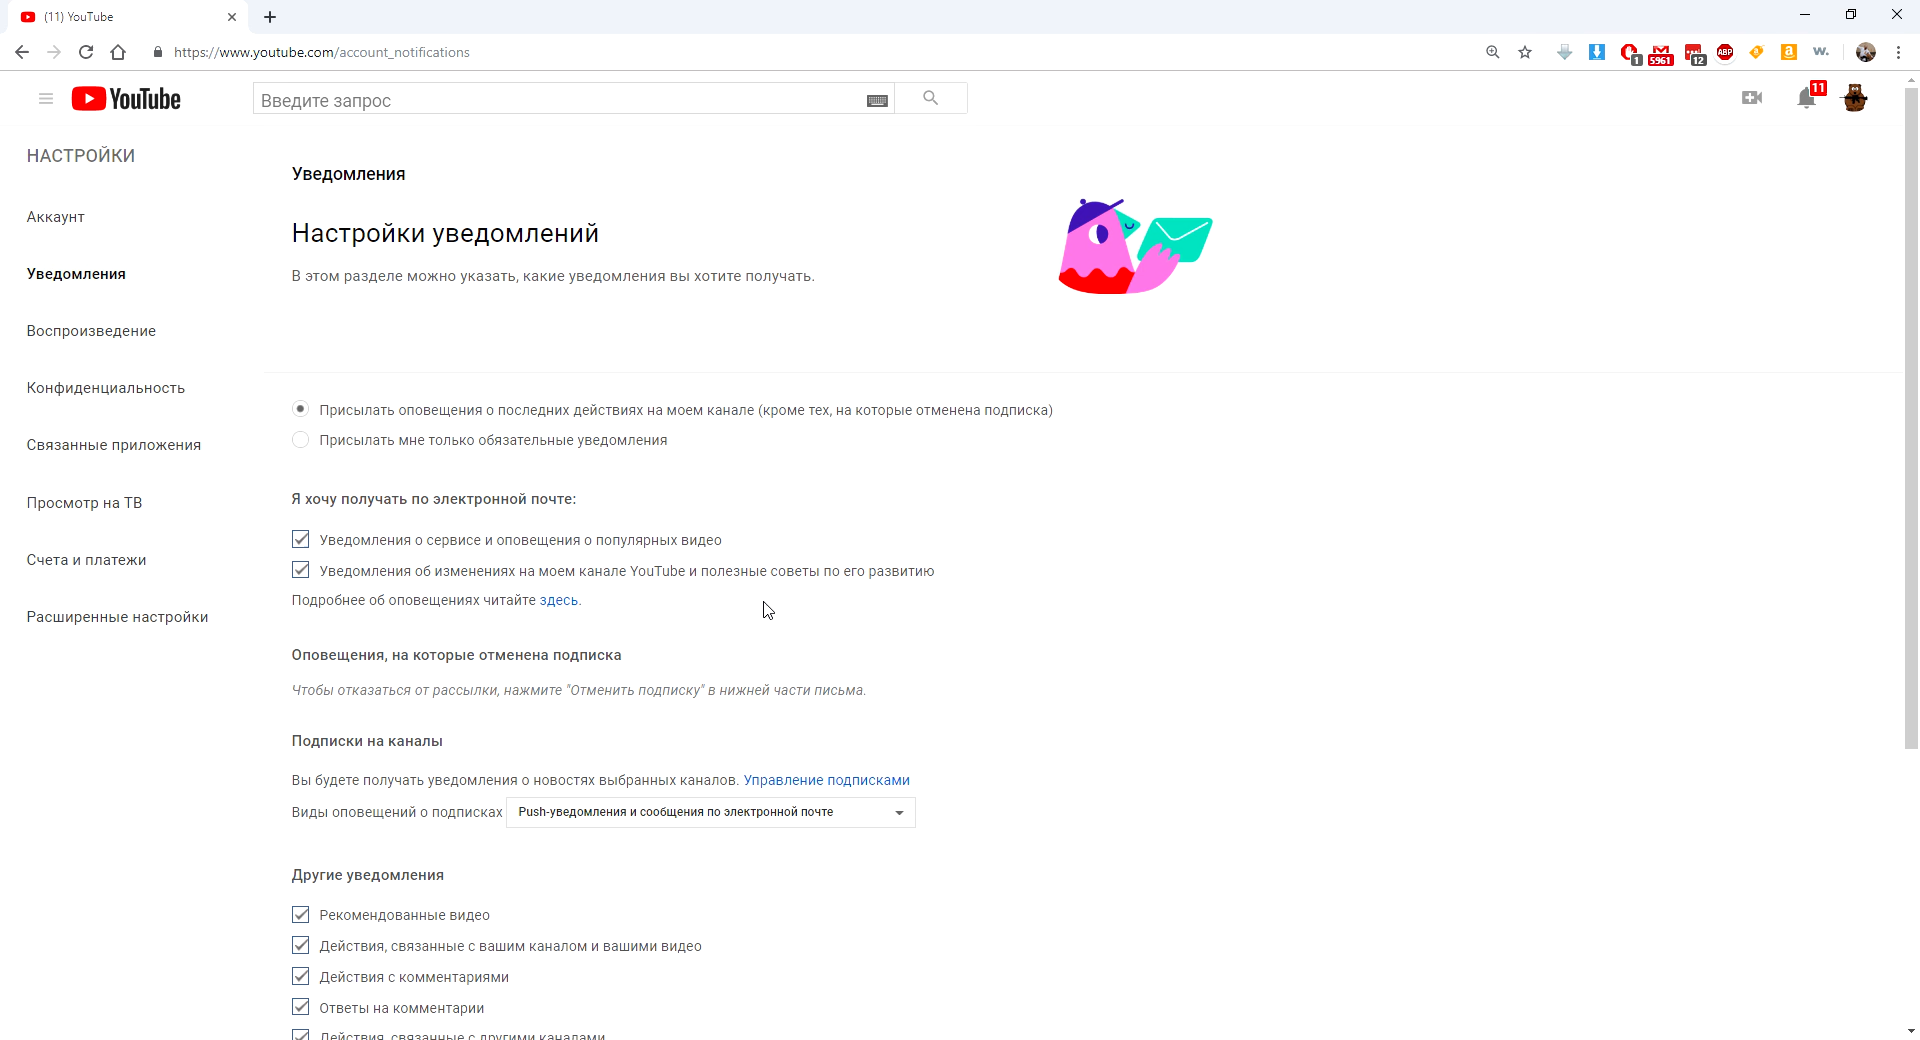 (11) YouTube
https://www.youtube.com/account_notifications
1
5961
12
ABP
a
w.
YouTube
Введите запрос
11
НАСТРОЙКИ
Аккаунт
Уведомления
Воспроизведение
Конфиденциальность
Связанные приложения
Просмотр на ТВ
Счета и платежи
Расширенные настройки
Уведомления
Настройки уведомлений
В этом разделе можно указать, какие уведомления вы хотите получать.
Присылать оповещения о последних действиях на моем канале (кроме тех, на которые отменена подписка)
Присылать мне только обязательные уведомления
Я хочу получать по электронной почте:
Уведомления о сервисе и оповещения о популярных видео
Уведомления об изменениях на моем канале YouTube и полезные советы по его развитию
Подробнее об оповещениях читайте здесь.
Оповещения, на которые отменена подписка
Чтобы отказаться от рассылки, нажмите "Отменить подписку" в нижней части письма.
Подписки на каналы
Вы будете получать уведомления о новостях выбранных каналов. Управление подписками
Виды оповещений о подписках Push-уведомления и сообщения по электронной почте
Другие уведомления
Рекомендованные видео
Действия, связанные с вашим каналом и вашими видео
Действия с комментариями
Ответы на комментарии
Действия, связанные с другими каналами